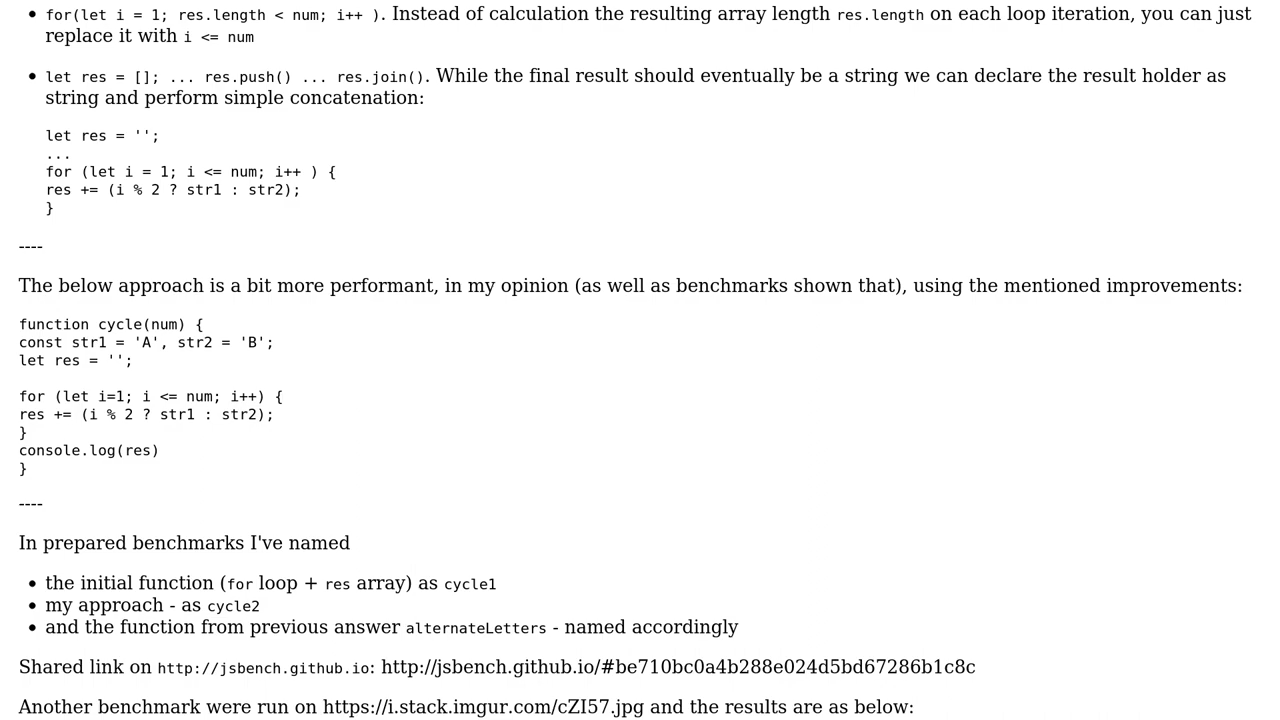 for(let i = 1; res.length < num; i++ ). Instead of calculation the resulting array length res.length on each loop iteration, you can just
replace it with i <= num
let res = []; ... res.push() ... res.join(). While the final result should eventually be a string we can declare the result holder as
string and perform simple concatenation:
let res = '';
...
for (let i = 1; i <= num; i++ ) {
res += (i % 2 ? str1 : str2);
}
----
The below approach is a bit more performant, in my opinion (as well as benchmarks shown that), using the mentioned improvements:
function cycle(num) {
const str1 = 'A', str2 = 'B';
let res = '';
for (let i=1; i <= num; i++) {
res += (i % 2 ? str1 : str2);
}
console.log(res)
}
----
In prepared benchmarks I've named
the initial function (for loop + res array) as cycle1
my approach - as cycle2
and the function from previous answer alternateLetters - named accordingly
Shared link on http://jsbench.github.io: http://jsbench.github.io/#be710bc0a4b288e024d5bd67286b1c8c
Another benchmark were run on https://i.stack.imgur.com/cZI57.jpg and the results are as below: